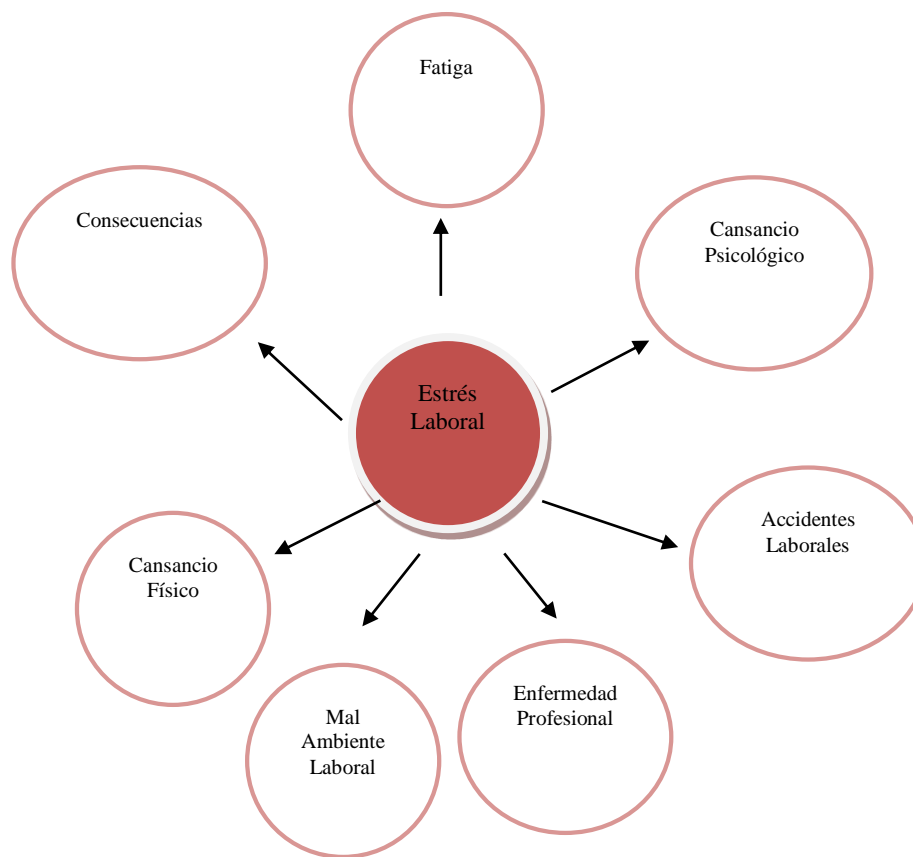 Fatiga
Consecuencias
Cansancio
Psicológico
Estrés
Laboral
Accidentes
Laborales
Cansancio
Físico
Enfermedad
Profesional
Mal
Ambiente
Laboral